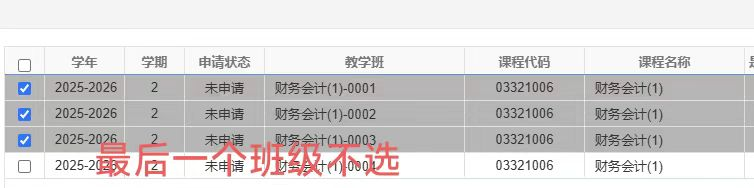 学年 学期 申请状态 教学班 课程代码 课程名称
2025-2026 2 未申请 财务会计(1)-0001 03321006 财务会计(1)
2025-2026 2 未申请 财务会计(1)-0002 03321006 财务会计(1)
2025-2026 2 未申请 财务会计(1)-0003 03321006 财务会计(1)
最后一个班级不选
2025-2026 2 未申请 财务会计(1)-0004 03321006 财务会计(1)